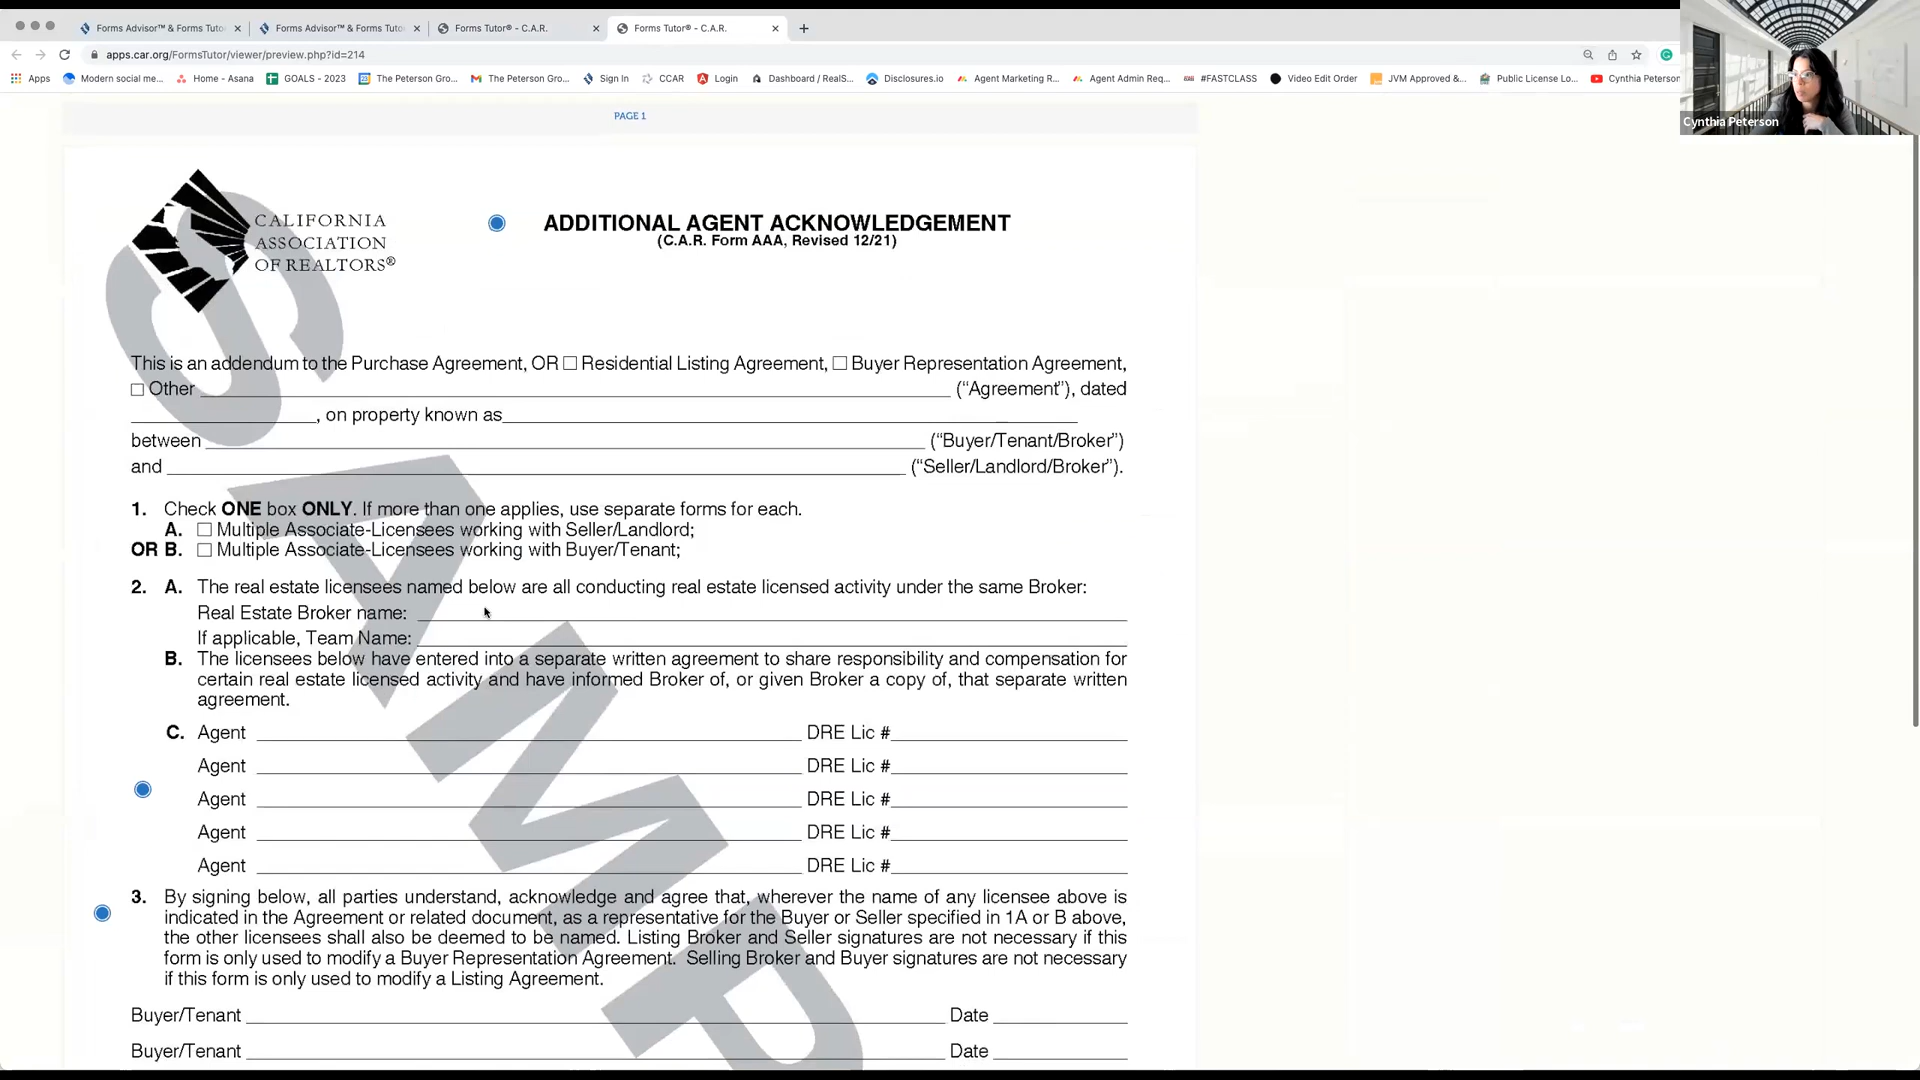 Forms Advisor™ & Forms Tuto
Forms Advisor™ & Forms Tuto
Forms Tutor® - C.A.R.
Forms Tutor® - C.A.R.
apps.car.org/FormsTutor/viewer/preview.php?id=214
Apps
Modern social me...
Home - Asana
GOALS - 2023
The Peterson Gro...
The Peterson Gro...
Sign In
CCAR
Login
Dashboard / RealS...
Disclosures.io
Agent Marketing R...
Agent Admin Req...
#FASTCLASS
Video Edit Order
JVM Approved &...
Public License Lo...
Cynthia Peterson
Cynthia Peterson
PAGE 1
CALIFORNIA
ASSOCIATION
OF REALTORS®
ADDITIONAL AGENT ACKNOWLEDGEMENT
(C.A.R. Form AAA, Revised 12/21)
SAMP
This is an addendum to the Purchase Agreement, OR ☐ Residential Listing Agreement, ☐ Buyer Representation Agreement,
☐ Other ("Agreement"), dated
, on property known as
between ("Buyer/Tenant/Broker")
and ("Seller/Landlord/Broker").
1. Check ONE box ONLY. If more than one applies, use separate forms for each.
A. ☐ Multiple Associate-Licensees working with Seller/Landlord;
OR B. ☐ Multiple Associate-Licensees working with Buyer/Tenant;
2. A. The real estate licensees named below are all conducting real estate licensed activity under the same Broker:
Real Estate Broker name:
If applicable, Team Name:
B. The licensees below have entered into a separate written agreement to share responsibility and compensation for
certain real estate licensed activity and have informed Broker of, or given Broker a copy of, that separate written
agreement.
C. Agent DRE Lic #
Agent DRE Lic #
Agent DRE Lic #
Agent DRE Lic #
Agent DRE Lic #
3. By signing below, all parties understand, acknowledge and agree that, wherever the name of any licensee above is
indicated in the Agreement or related document, as a representative for the Buyer or Seller specified in 1A or B above,
the other licensees shall also be deemed to be named. Listing Broker and Seller signatures are not necessary if this
form is only used to modify a Buyer Representation Agreement. Selling Broker and Buyer signatures are not necessary
if this form is only used to modify a Listing Agreement.
Buyer/Tenant Date
Buyer/Tenant Date